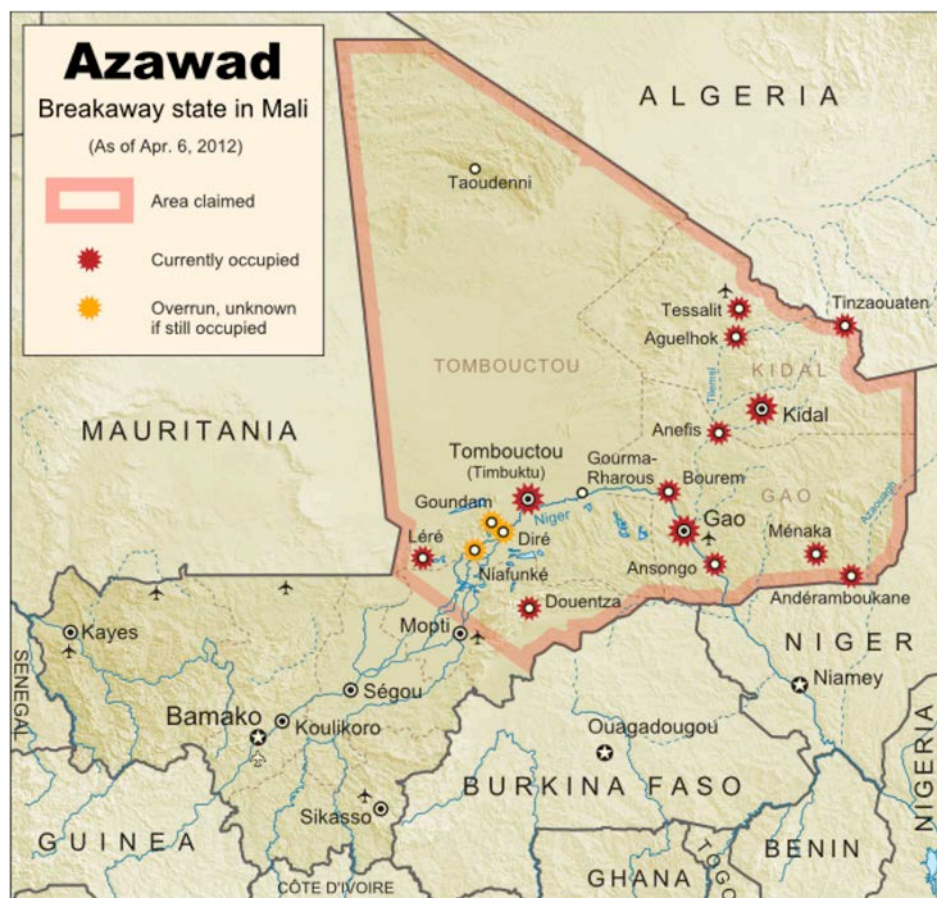 Azawad
Breakaway state in Mali
(As of Apr. 6, 2012)
Area claimed
Currently occupied
Overrun, unknown
if still occupied
ALGERIA
Taoudenni
Tessalit
Tinzaouaten
Aguelhok
TOMBOUCTOU
KIDAL
Tilemsi
Kidal
MAURITANIA
Anefis
Tombouctou
(Timbuktu)
Gourma-
Rharous
Bourem
GAO
Azaouagh
Goundam
Niger
Gao
Léré
Diré
Ménaka
Niafunké
Ansongo
Andéramboukane
Douentza
Mopti
Kayes
NIGER
SENEGAL
Ségou
Niamey
Bamako
Koulikoro
Ouagadougou
BURKINA FASO
NIGERIA
Sikasso
GUINEA
BENIN
TOGO
GHANA
CÔTE D'IVOIRE